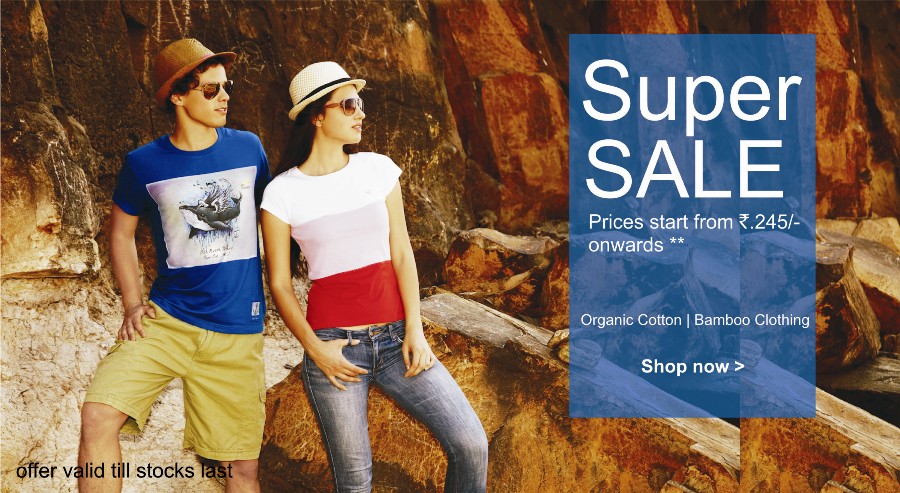 Super
SALE
Prices start from ₹.245/-
onwards **
Organic Cotton | Bamboo Clothing
Shop now >
offer valid till stocks last